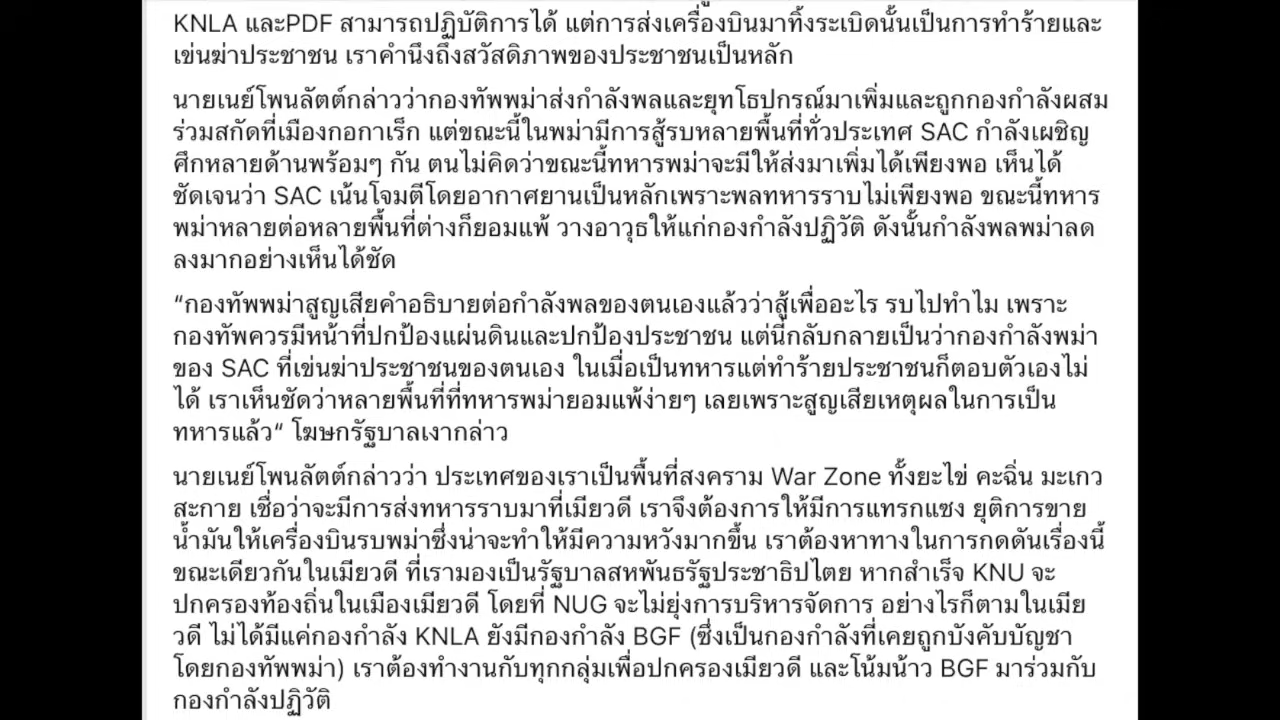 KNLA และPDF สามารถปฏิบัติการได้ แต่การส่งเครื่องบินมาทิ้งระเบิดนั้นเป็นการทำร้ายและ
เข่นฆ่าประชาชน เราคำนึงถึงสวัสดิภาพของประชาชนเป็นหลัก
นายเนย์โพนลัตต์กล่าวว่ากองทัพพม่าส่งกำลังพลและยุทโธปกรณ์มาเพิ่มและถูกกองกำลังผสม
ร่วมสกัดที่เมืองกอกาเร็ก แต่ขณะนี้ในพม่ามีการสู้รบหลายพื้นที่ทั่วประเทศ SAC กำลังเผชิญ
ศึกหลายด้านพร้อมๆ กัน ตนไม่คิดว่าขณะนี้ทหารพม่าจะมีให้ส่งมาเพิ่มได้เพียงพอ เห็นได้
ชัดเจนว่า SAC เน้นโจมตีโดยอากาศยานเป็นหลักเพราะพลทหารราบไม่เพียงพอ ขณะนี้ทหาร
พม่าหลายต่อหลายพื้นที่ต่างก็ยอมแพ้ วางอาวุธให้แก่กองกำลังปฏิวัติ ดังนั้นกำลังพลพม่าลด
ลงมากอย่างเห็นได้ชัด
“กองทัพพม่าสูญเสียคำอธิบายต่อกำลังพลของตนเองแล้วว่าสู้เพื่ออะไร รบไปทำไม เพราะ
กองทัพควรมีหน้าที่ปกป้องแผ่นดินและปกป้องประชาชน แต่นี่กลับกลายเป็นว่ากองกำลังพม่า
ของ SAC ที่เข่นฆ่าประชาชนของตนเอง ในเมื่อเป็นทหารแต่ทำร้ายประชาชนก็ตอบตัวเองไม่
ได้ เราเห็นชัดว่าหลายพื้นที่ที่ทหารพม่ายอมแพ้ง่ายๆ เลยเพราะสูญเสียเหตุผลในการเป็น
ทหารแล้ว“ โฆษกรัฐบาลเงากล่าว
นายเนย์โพนลัตต์กล่าวว่า ประเทศของเราเป็นพื้นที่สงคราม War Zone ทั้งยะไข่ คะฉิ่น มะเกว
สะกาย เชื่อว่าจะมีการส่งทหารราบมาที่เมียวดี เราจึงต้องการให้มีการแทรกแซง ยุติการขาย
น้ำมันให้เครื่องบินรบพม่าซึ่งน่าจะทำให้มีความหวังมากขึ้น เราต้องหาทางในการกดดันเรื่องนี้
ขณะเดียวกันในเมียวดี ที่เรามองเป็นรัฐบาลสหพันธรัฐประชาธิปไตย หากสำเร็จ KNU จะ
ปกครองท้องถิ่นในเมืองเมียวดี โดยที่ NUG จะไม่ยุ่งการบริหารจัดการ อย่างไรก็ตามในเมีย
วดี ไม่ได้มีแค่กองกำลัง KNLA ยังมีกองกำลัง BGF (ซึ่งเป็นกองกำลังที่เคยถูกบังคับบัญชา
โดยกองทัพพม่า) เราต้องทำงานกับทุกกลุ่มเพื่อปกครองเมียวดี และโน้มน้าว BGF มาร่วมกับ
กองกำลังปฏิวัติ